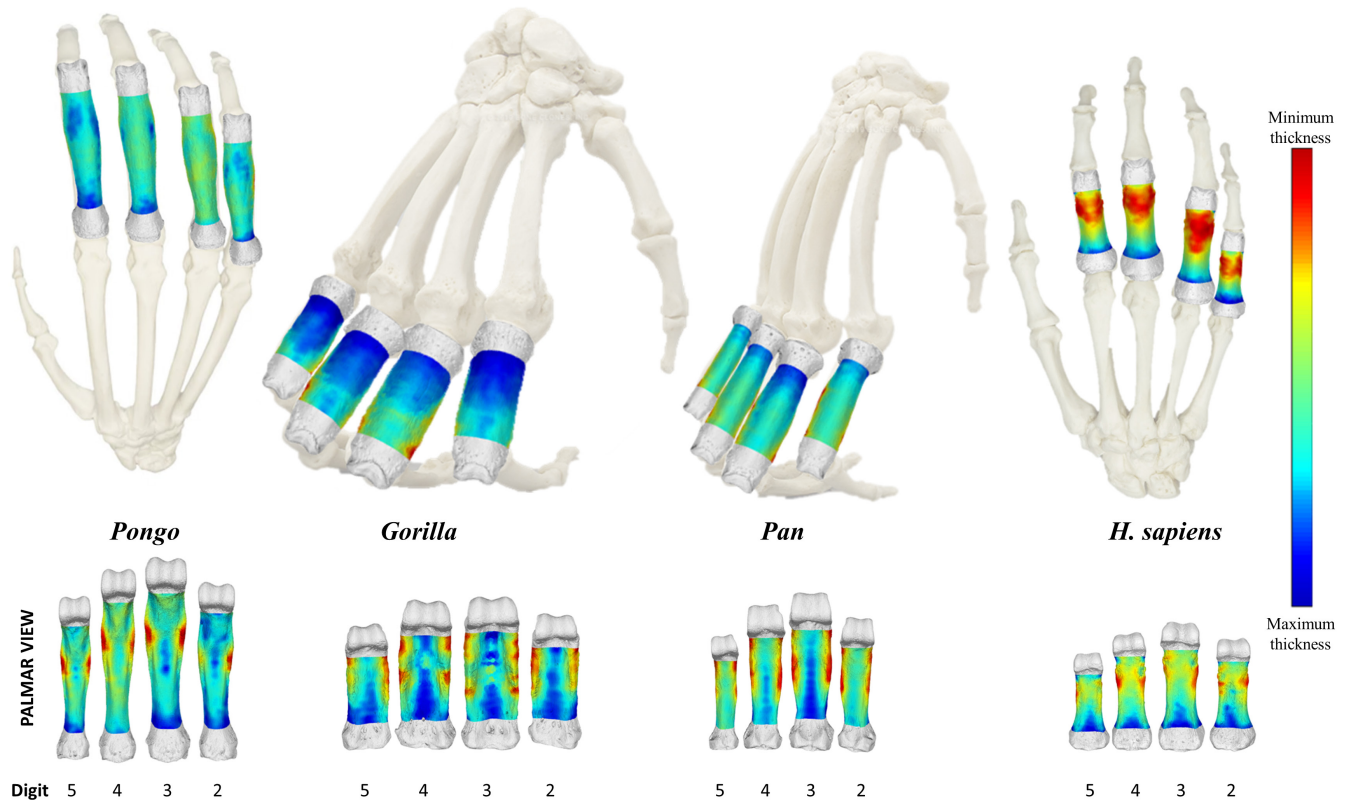 Minimum
thickness
Maximum
thickness
Pongo
Gorilla
Pan
H. sapiens
PALMAR VIEW
Digit 5 4 3 2 5 4 3 2 5 4 3 2 5 4 3 2